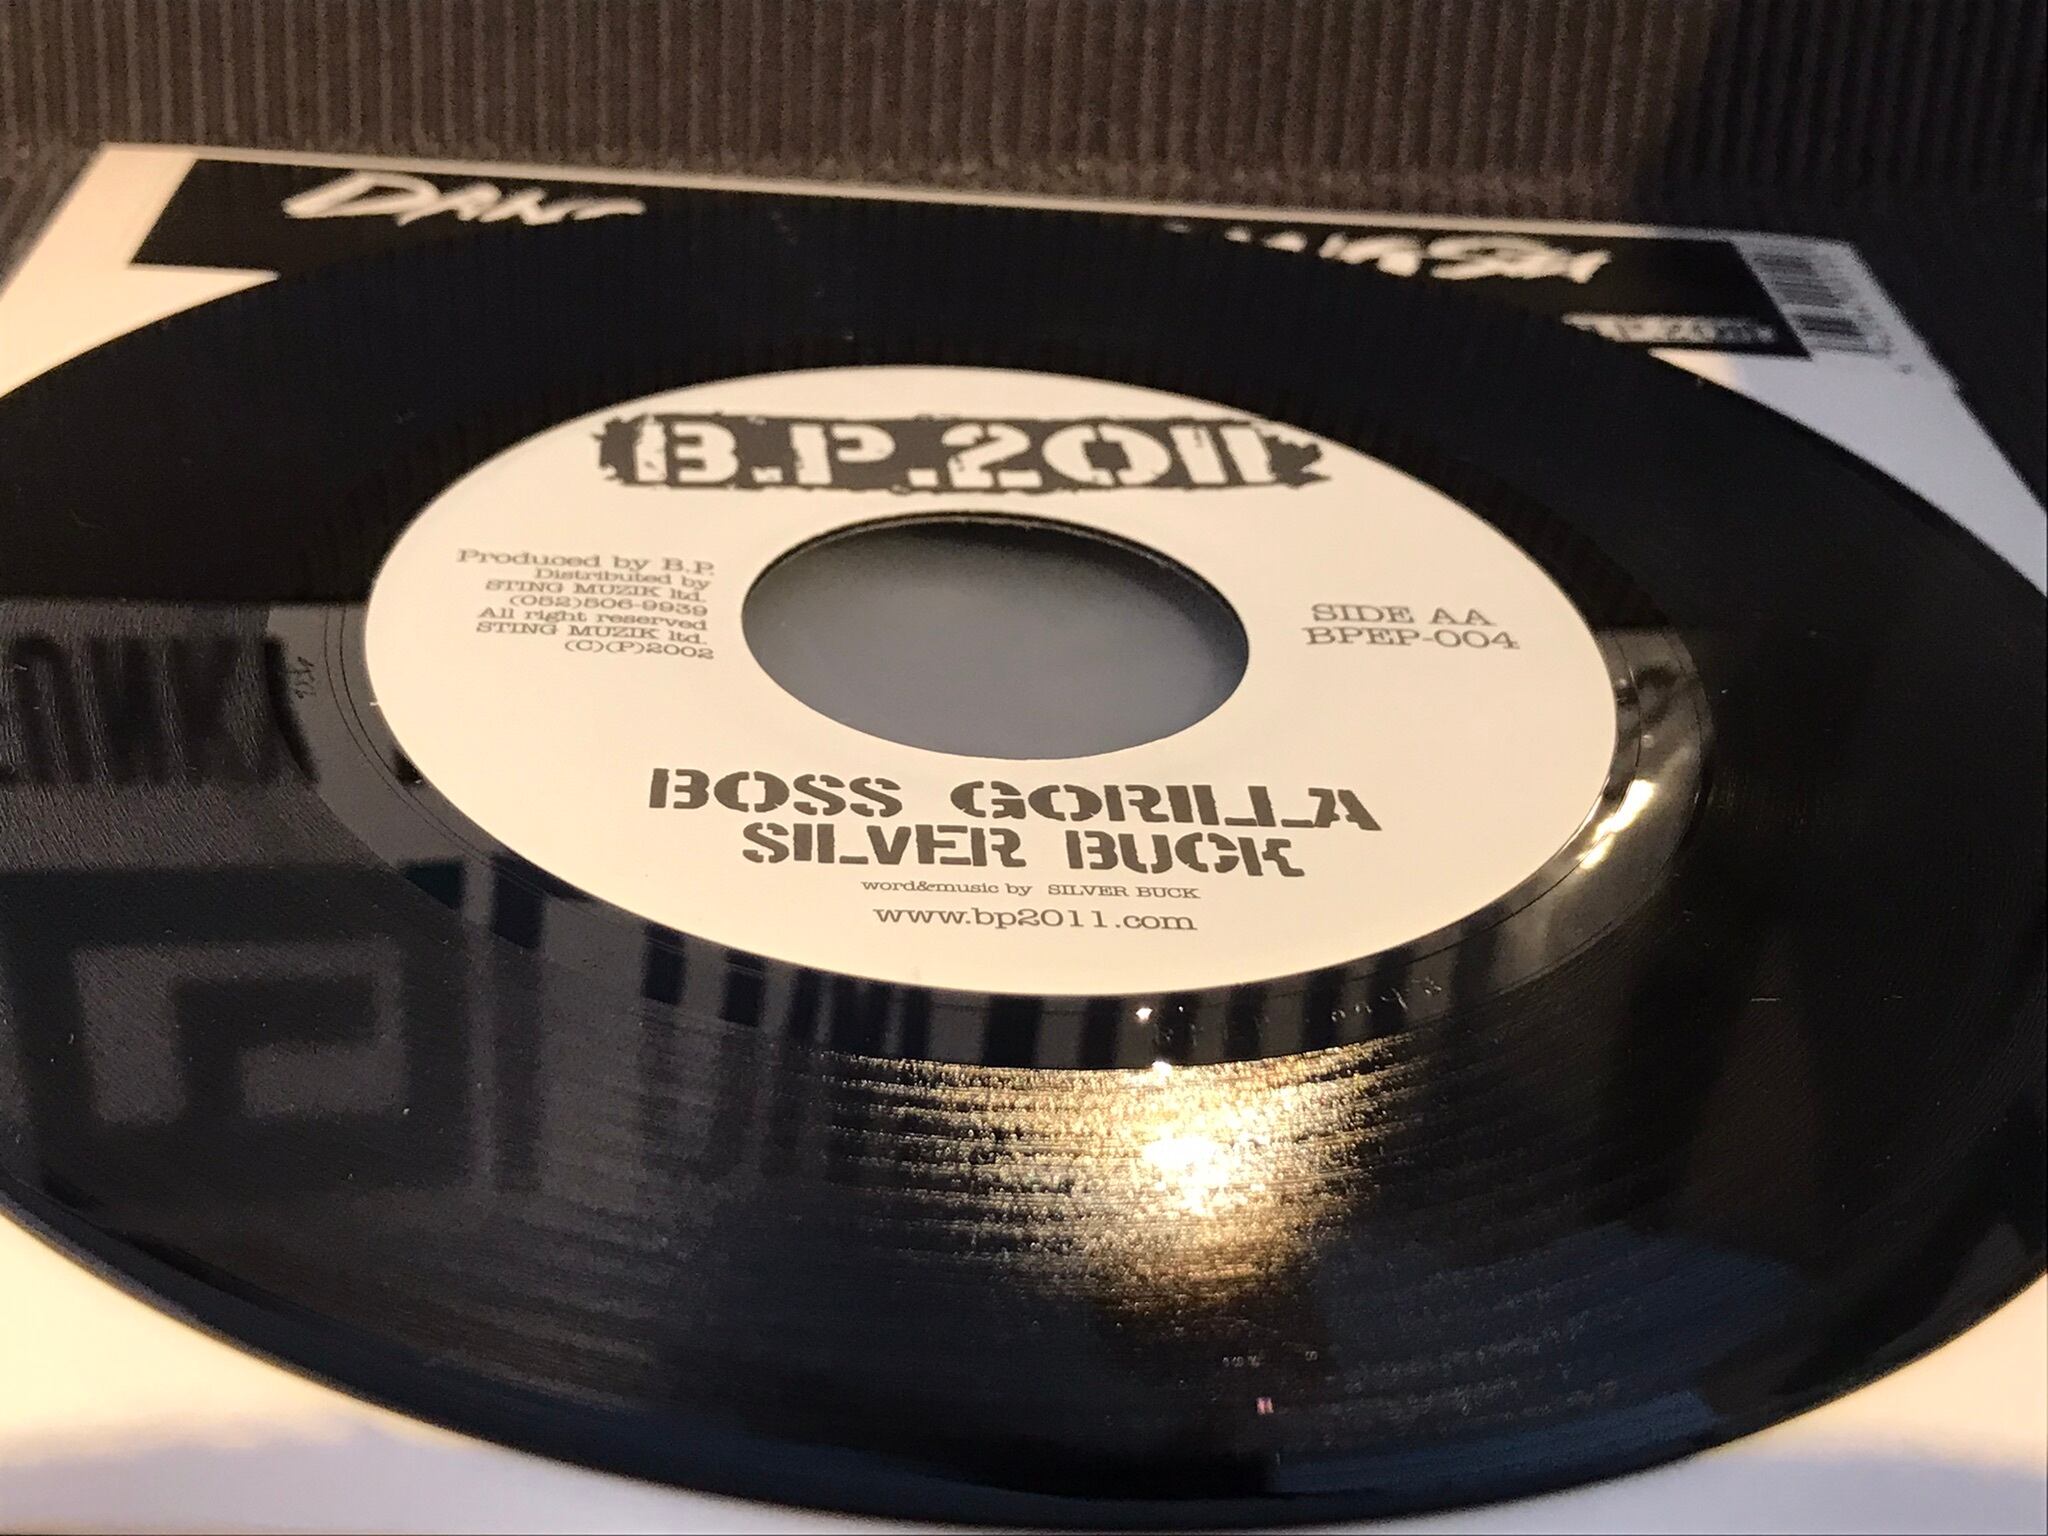 B.P.2011
Produced by B.P.
Distributed by
STING MUZIK ltd.
(052)506-9939
All right reserved
STING MUZIK ltd.
(C)(P)2002
SIDE AA
BPEP-004
BOSS GORILLA
SILVER BUCK
word&music by SILVER BUCK
www.bp2011.com